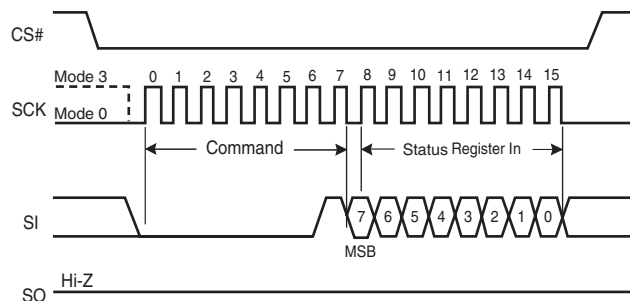 CS#
Mode 3 0 1 2 3 4 5 6 7 8 9 10 11 12 13 14 15
SCK
Mode 0
Command Status Register In
SI 7 6 5 4 3 2 1 0
MSB
Hi-Z
SO